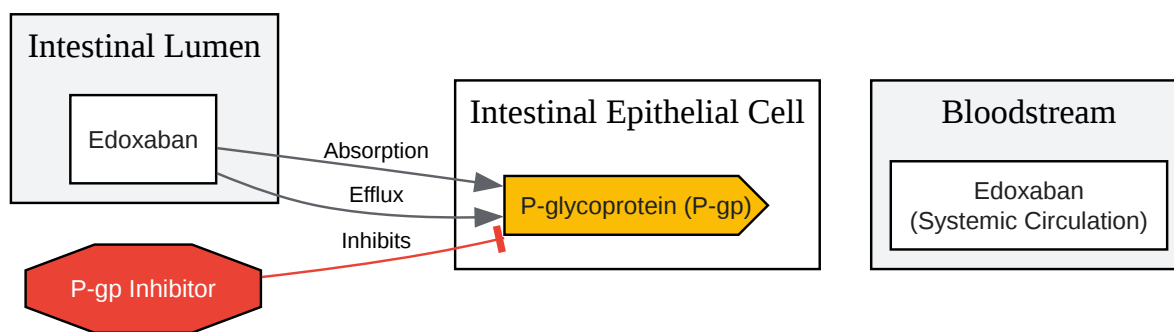 Intestinal Lumen
Edoxaban
Absorption
Efflux
Inhibits
P-gp Inhibitor
Intestinal Epithelial Cell
P-glycoprotein (P-gp)
Bloodstream
Edoxaban
(Systemic Circulation)